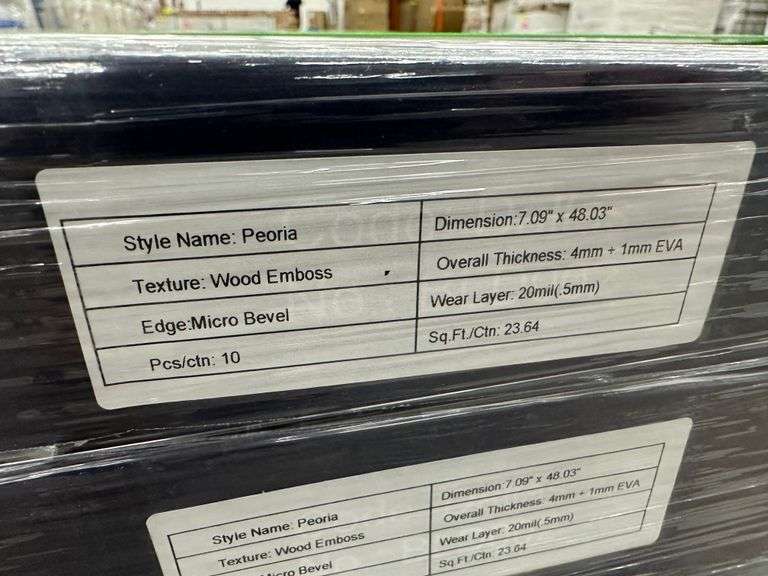 Style Name: Peoria
Dimension:7.09" x 48.03"
Texture: Wood Emboss
Overall Thickness: 4mm + 1mm EVA
Edge:Micro Bevel
Wear Layer: 20mil(.5mm)
Pcs/ctn: 10
Sq.Ft./Ctn: 23.64
Style Name: Peoria
Dimension:7.09" x 48.03"
Texture: Wood Emboss
Overall Thickness: 4mm + 1mm EVA
Micro Bevel
Wear Layer: 20mil(.5mm)
Sq.Ft./Ctn: 23.64